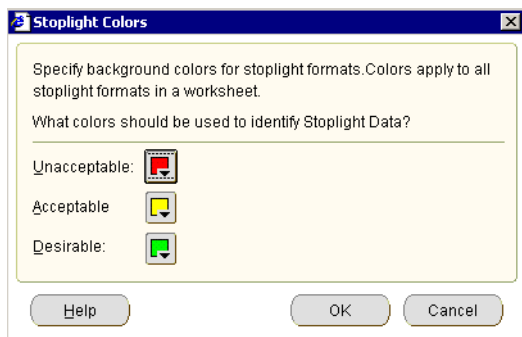 Stoplight Colors
Specify background colors for stoplight formats.Colors apply to all
stoplight formats in a worksheet.
What colors should be used to identify Stoplight Data?
Unacceptable:
Acceptable
Desirable:
Help
OK
Cancel